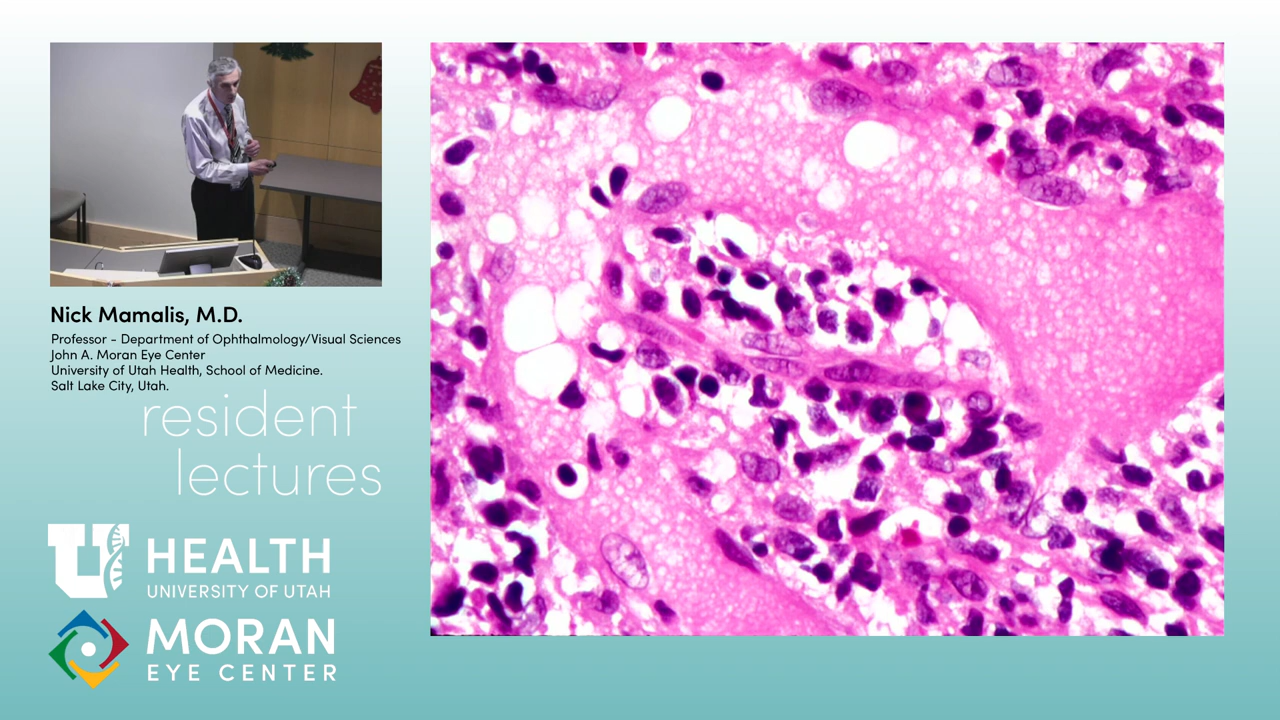 Nick Mamalis, M.D.
Professor - Department of Ophthalmology/Visual Sciences
John A. Moran Eye Center
University of Utah Health, School of Medicine.
Salt Lake City, Utah.
resident
lectures
U HEALTH
UNIVERSITY OF UTAH
MORAN
EYE CENTER